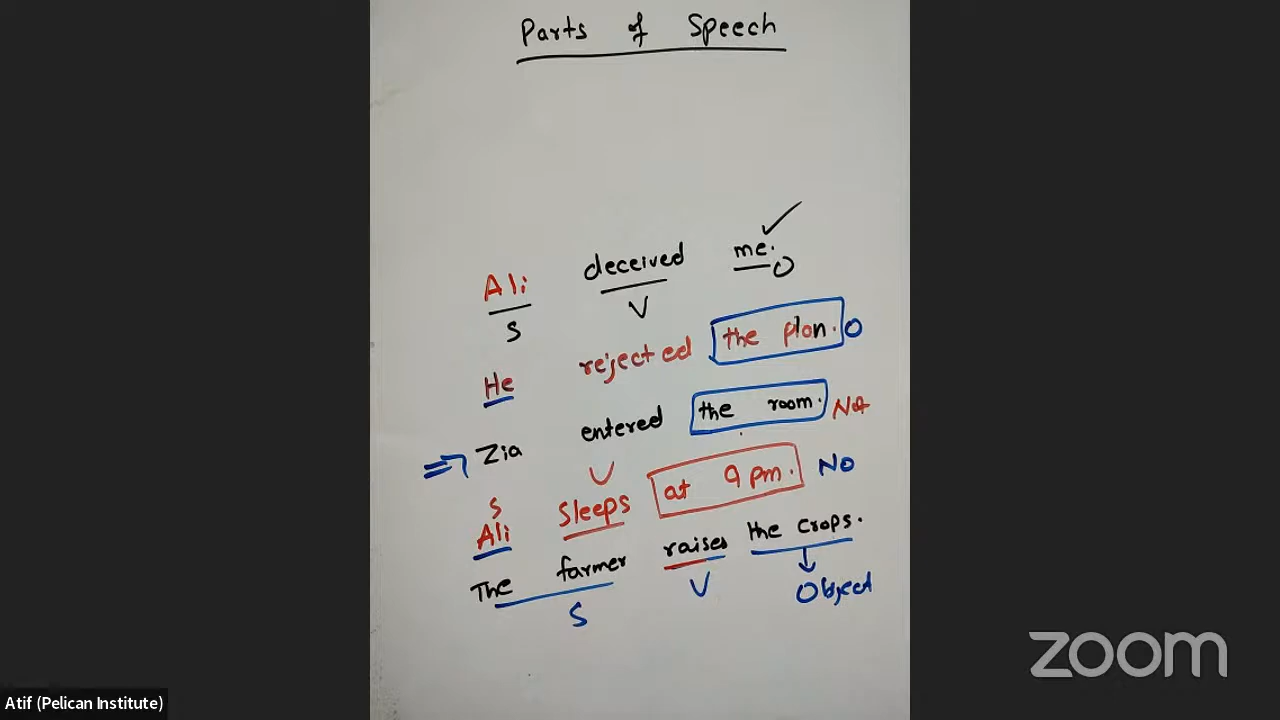 Parts of Speech
Ali deceived me. O
S V
He rejected the plan. O
Zia entered the room. Not
S V
Ali Sleeps at 9 pm. NO
The farmer raises the crops.
S V Object
zoom
Atif (Pelican Institute)